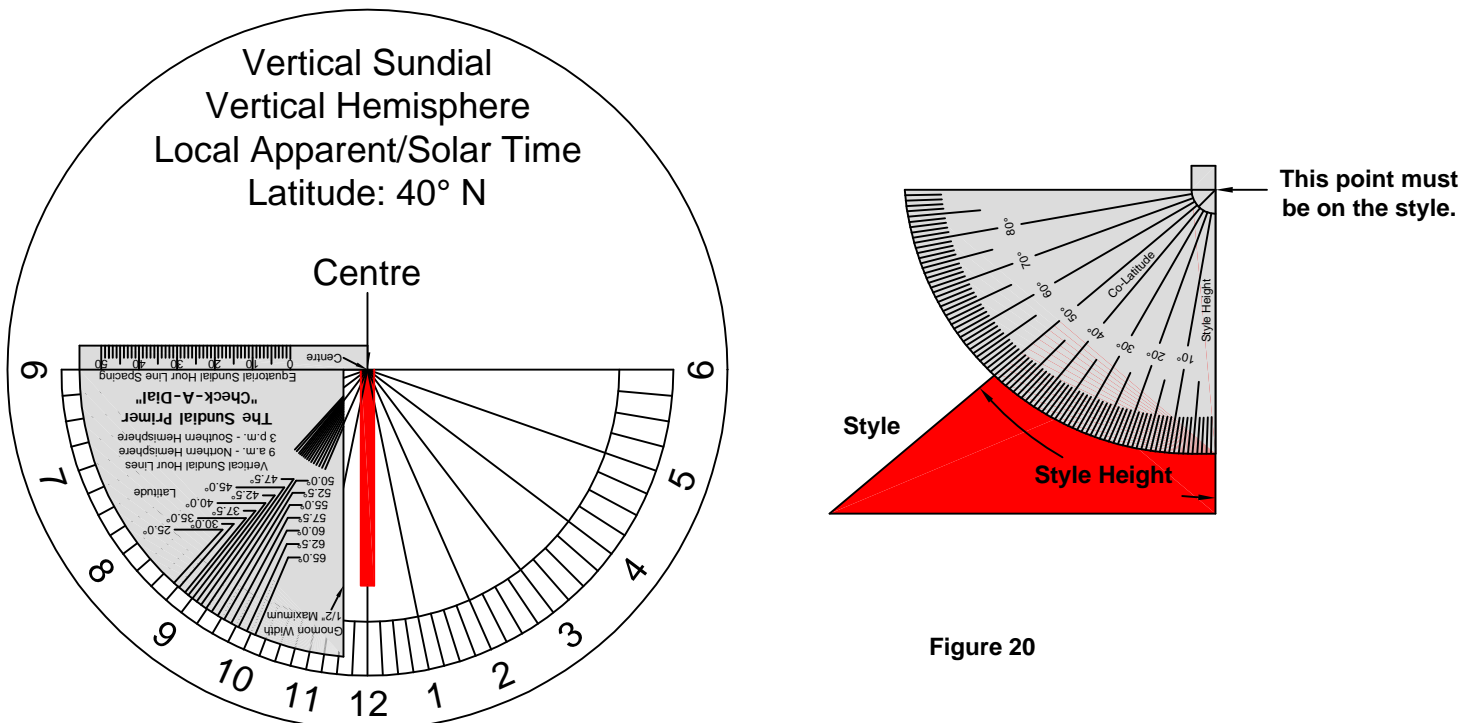 Vertical Sundial
Vertical Hemisphere
Local Apparent/Solar Time
Latitude: 40° N
Centre
Centre
50
40
30
20
10
0
Equatorial Sundial Hour Line Spacing
"Check-A-Dial"
The Sundial Primer
3 p.m. - Southern Hemisphere
9 a.m. - Northern Hemisphere
Vertical Sundial Hour Lines
Latitude
47.5°
45.0°
42.5°
40.0°
37.5°
35.0°
30.0°
25.0°
50.0°
52.5°
55.0°
57.5°
60.0°
62.5°
65.0°
Gnomon Width
1/2" Maximum
6
7
8
9
10
11
12
1
2
3
4
5
6
This point must
be on the style.
80°
70°
60°
50°
40°
30°
20°
10°
Co-Latitude
Style Height
Style
Style Height
Figure 20